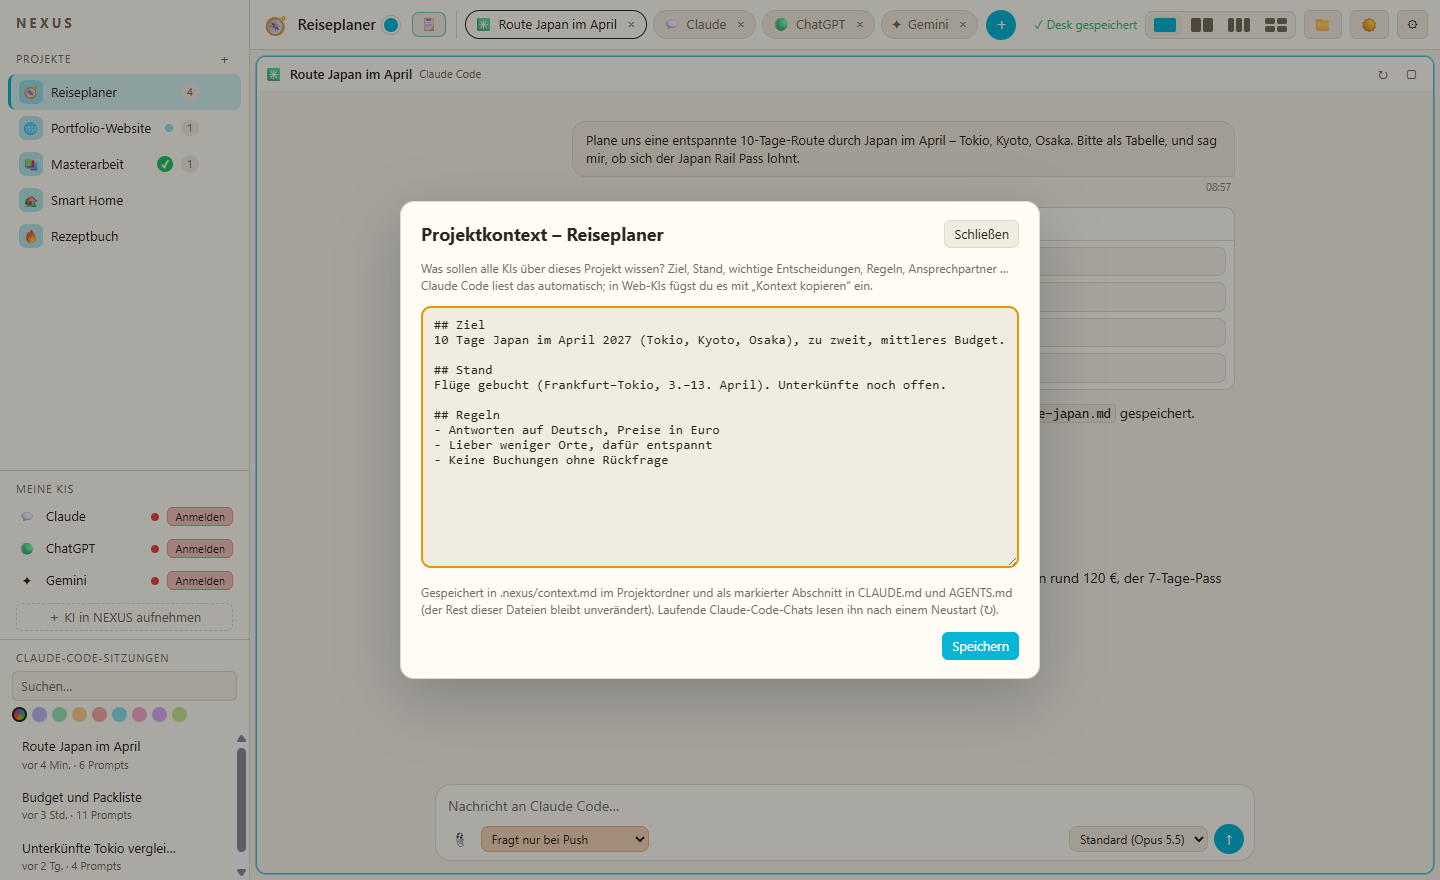 NEXUS
PROJEKTE +
Reiseplaner 4
Portfolio-Website 1
Masterarbeit 1
Smart Home
Rezeptbuch
MEINE KIS
Claude Anmelden
ChatGPT Anmelden
Gemini Anmelden
+ KI in NEXUS aufnehmen
CLAUDE-CODE-SITZUNGEN
Suchen...
Route Japan im April
vor 4 Min. · 6 Prompts
Budget und Packliste
vor 3 Std. · 11 Prompts
Unterkünfte Tokio verglei...
vor 2 Tg. · 4 Prompts
Reiseplaner
Route Japan im April ×
Claude ×
ChatGPT ×
Gemini ×
+
✓ Desk gespeichert
Route Japan im April Claude Code
Plane uns eine entspannte 10-Tage-Route durch Japan im April – Tokio, Kyoto, Osaka. Bitte als Tabelle, und sag
mir, ob sich der Japan Rail Pass lohnt.
08:57
Projektkontext – Reiseplaner
Schließen
Was sollen alle KIs über dieses Projekt wissen? Ziel, Stand, wichtige Entscheidungen, Regeln, Ansprechpartner ...
Claude Code liest das automatisch; in Web-KIs fügst du es mit „Kontext kopieren“ ein.
## Ziel
10 Tage Japan im April 2027 (Tokio, Kyoto, Osaka), zu zweit, mittleres Budget.
## Stand
Flüge gebucht (Frankfurt–Tokio, 3.–13. April). Unterkünfte noch offen.
## Regeln
- Antworten auf Deutsch, Preise in Euro
- Lieber weniger Orte, dafür entspannt
- Keine Buchungen ohne Rückfrage
Gespeichert in .nexus/context.md im Projektordner und als markierter Abschnitt in CLAUDE.md und AGENTS.md
(der Rest dieser Dateien bleibt unverändert). Laufende Claude-Code-Chats lesen ihn nach einem Neustart (↻).
Speichern
e-japan.md gespeichert.
n rund 120 €, der 7-Tage-Pass
Nachricht an Claude Code...
Fragt nur bei Push
Standard (Opus 5.5)